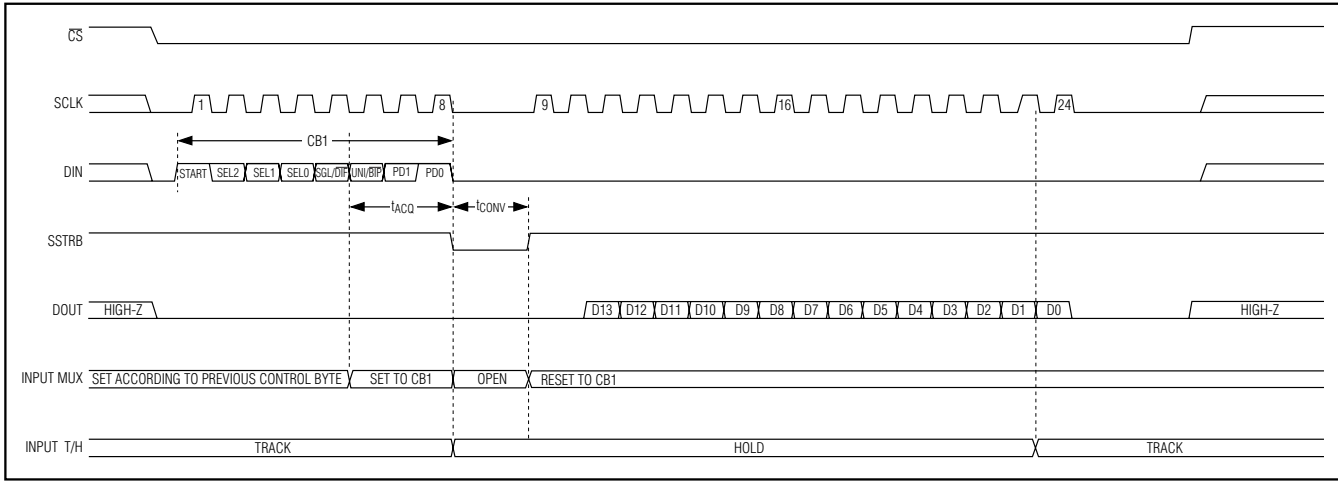 CS
SCLK 1 8 9 16 24
CB1
DIN START SEL2 SEL1 SEL0 SGL/DIF UNI/BIP PD1 PD0
tACQ tCONV
SSTRB
DOUT HIGH-Z D13 D12 D11 D10 D9 D8 D7 D6 D5 D4 D3 D2 D1 D0 HIGH-Z
INPUT MUX SET ACCORDING TO PREVIOUS CONTROL BYTE SET TO CB1 OPEN RESET TO CB1
INPUT T/H TRACK HOLD TRACK